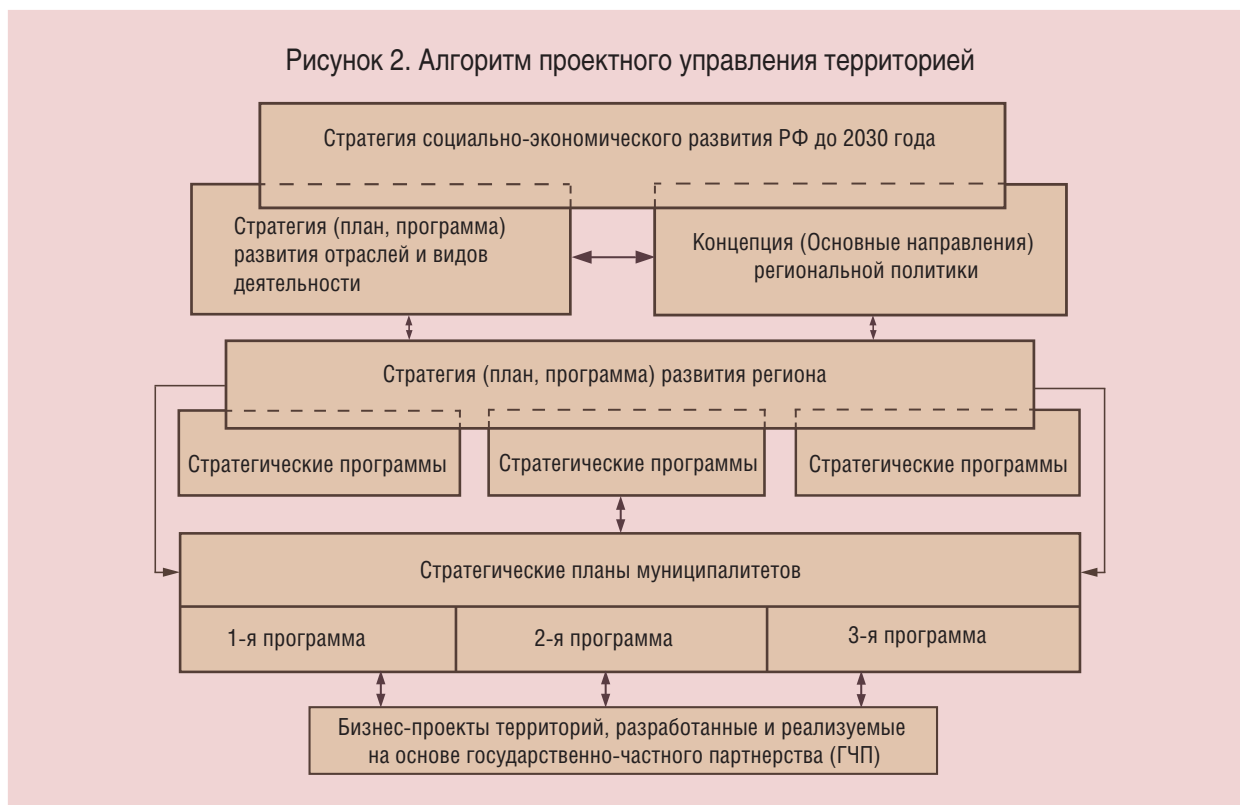 Рисунок 2. Алгоритм проектного управления территорией
Стратегия социально-экономического развития РФ до 2030 года
Стратегия (план, программа)
развития отраслей и видов
деятельности
Концепция (Основные направления)
региональной политики
Стратегия (план, программа) развития региона
Стратегические программы
Стратегические программы
Стратегические программы
Стратегические планы муниципалитетов
1-я программа
2-я программа
3-я программа
Бизнес-проекты территорий, разработанные и реализуемые
на основе государственно-частного партнерства (ГЧП)